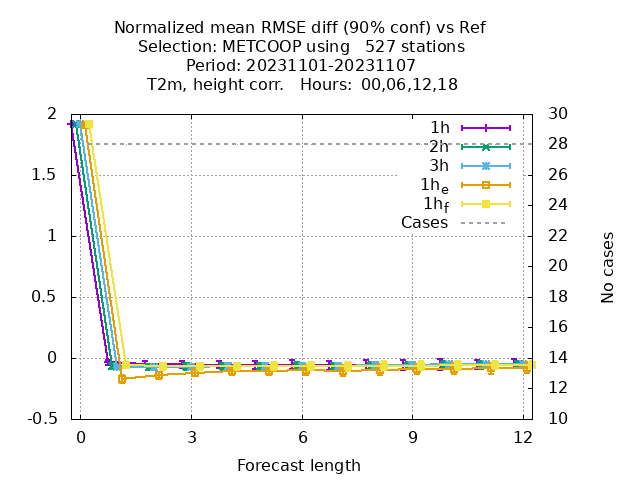 Normalized mean RMSE diff (90% conf) vs Ref
Selection: METCOOP using   527 stations
Period: 20231101-20231107
T2m, height corr.   Hours: 00,06,12,18
2
1.5
1
0.5
0
-0.5
30
28
26
24
22
20
18
16
14
12
10
No cases
1h
2h
3h
1he
1hf
Cases
0 3 6 9 12
Forecast length